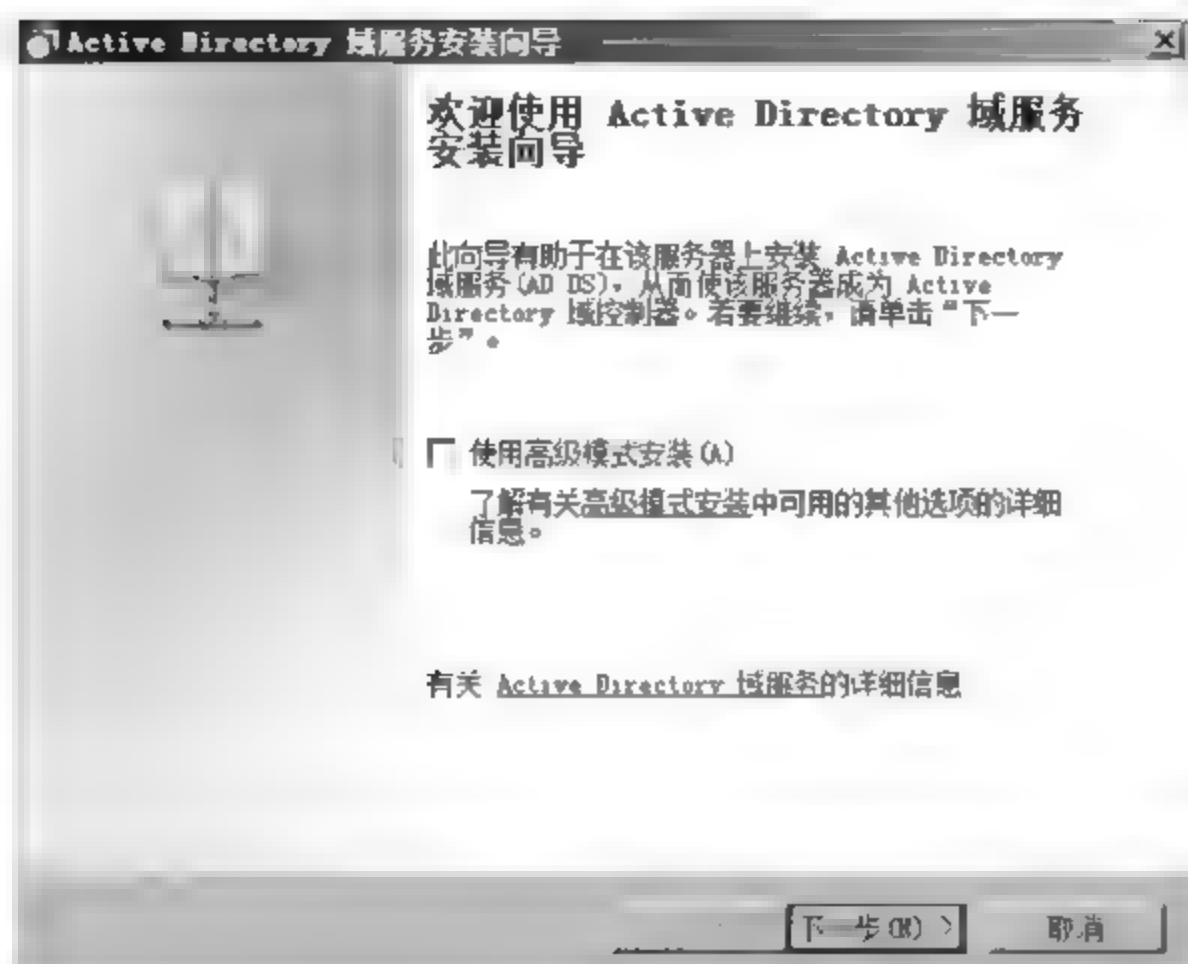 Active Directory 域服务安装向导
欢迎使用 Active Directory 域服务
安装向导
此向导有助于在该服务器上安装 Active Directory
域服务(AD DS)，从而使该服务器成为 Active
Directory 域控制器。若要继续，请单击“下一
步”。
使用高级模式安装(A)
了解有关高级模式安装中可用的其他选项的详细
信息。
有关 Active Directory 域服务的详细信息
下一步(N) >
取消